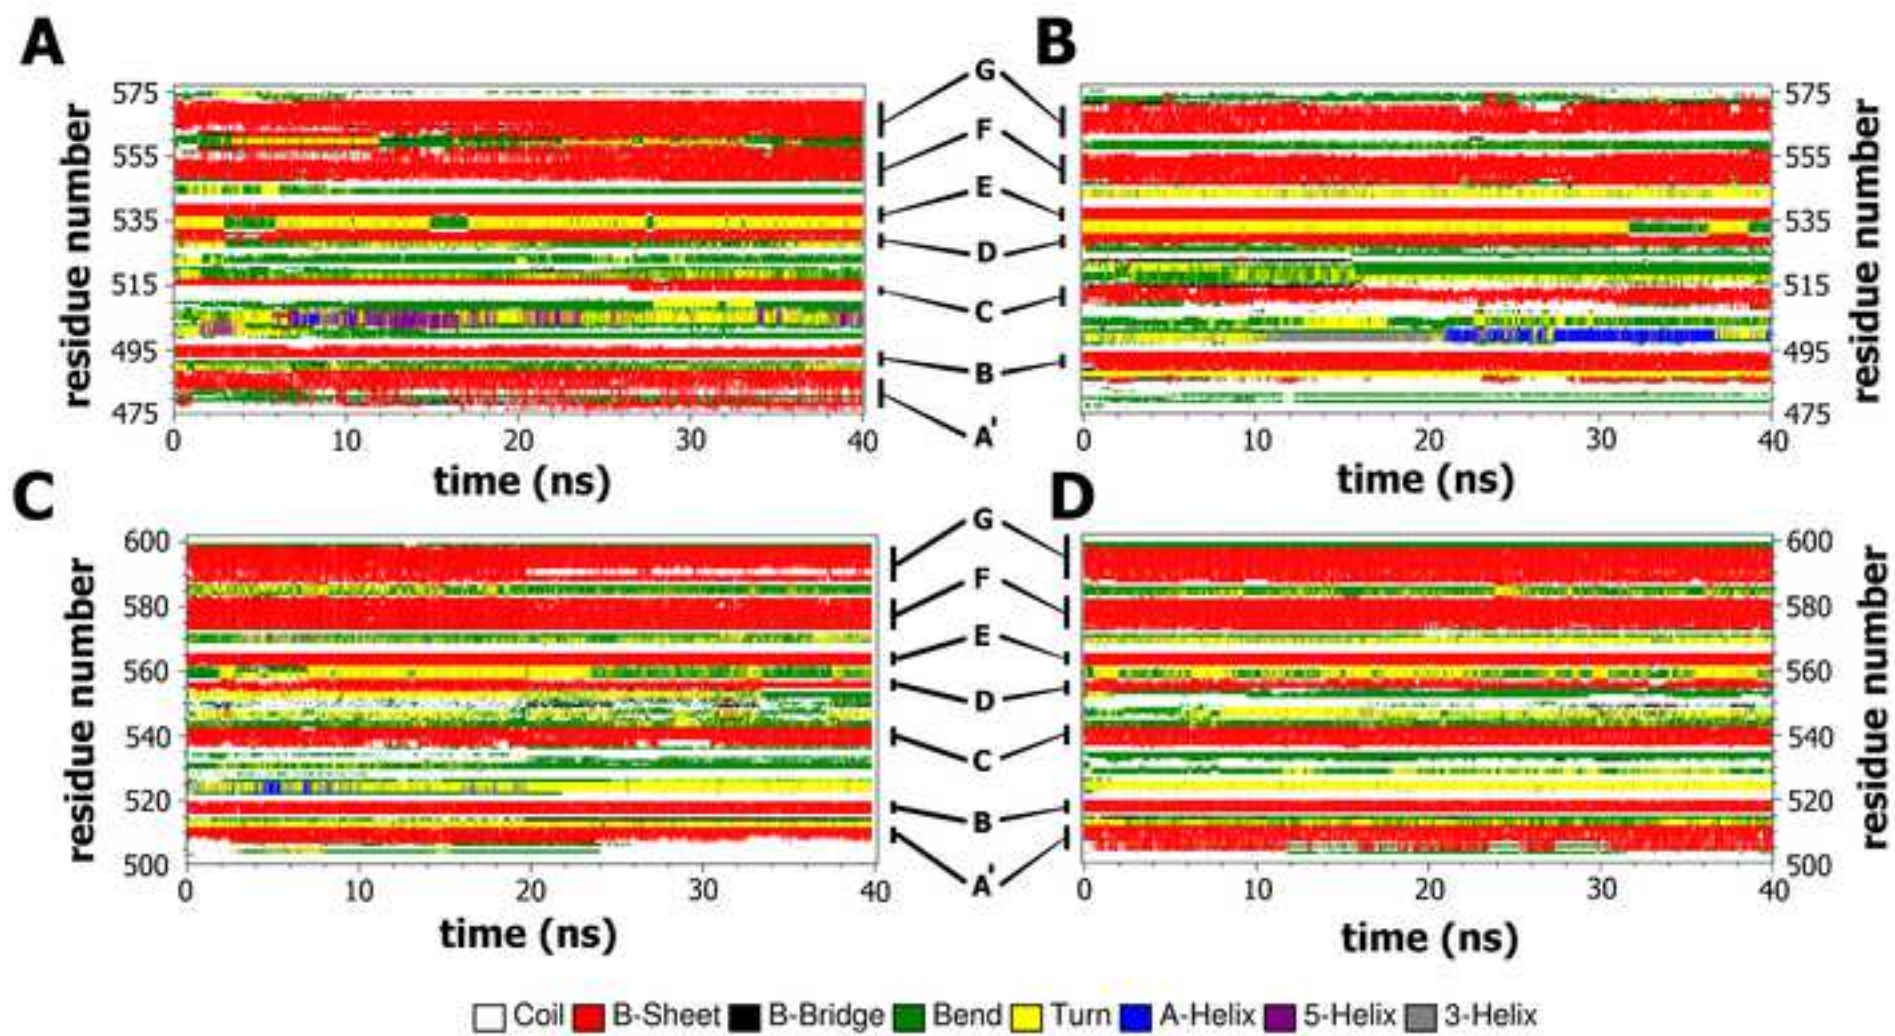 A
B
residue number
575
555
535
515
495
475
0 10 20 30 40
time (ns)
G
F
E
D
C
B
A'
575
555
535
515
495
475
residue number
0 10 20 30 40
time (ns)
C
D
residue number
600
580
560
540
520
500
0 10 20 30 40
time (ns)
G
F
E
D
C
B
A'
600
580
560
540
520
500
residue number
0 10 20 30 40
time (ns)
Coil B-Sheet B-Bridge Bend Turn A-Helix 5-Helix 3-Helix